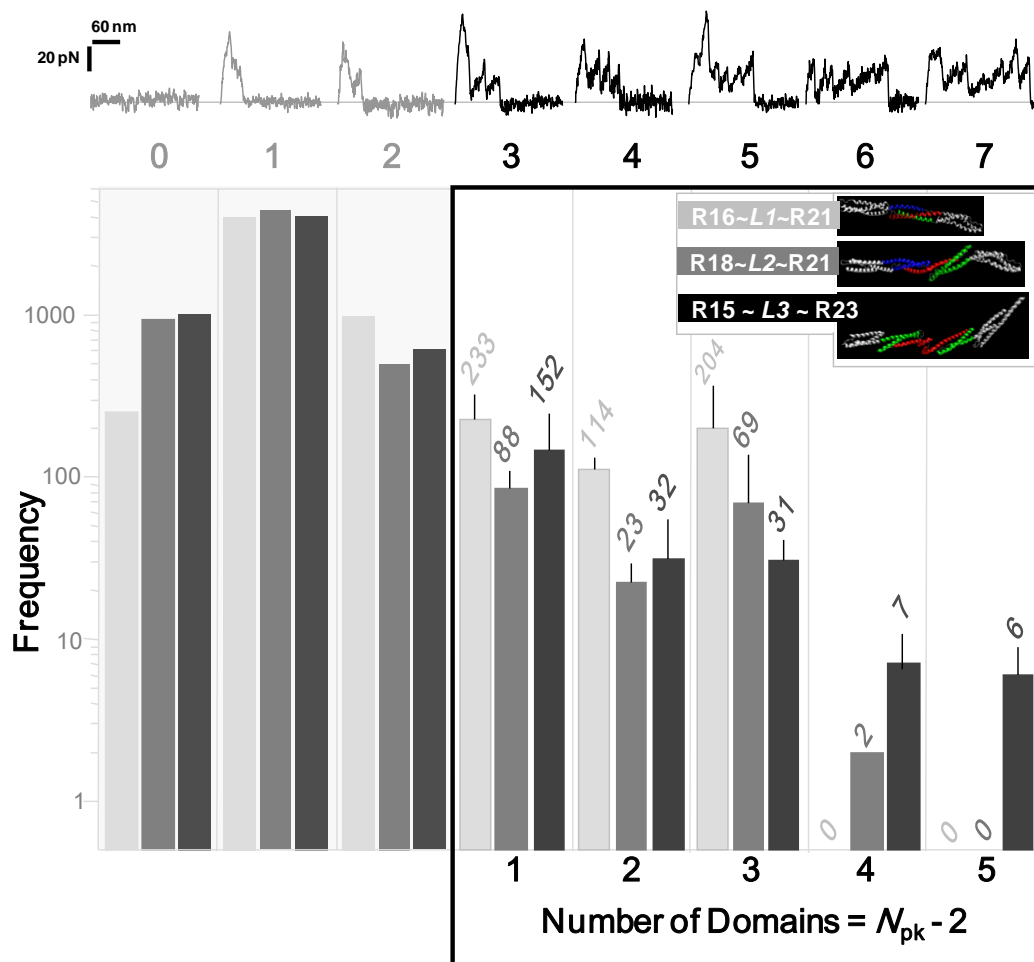 60 nm
20 pN
0 1 2 3 4 5 6 7
R16~L1~R21
R18~L2~R21
R15 ~ L3 ~ R23
1000
100
10
1
Frequency
233 88 152
114 23 32
204 69 31
0 2 7
0 0 6
1 2 3 4 5
Number of Domains = Npk - 2